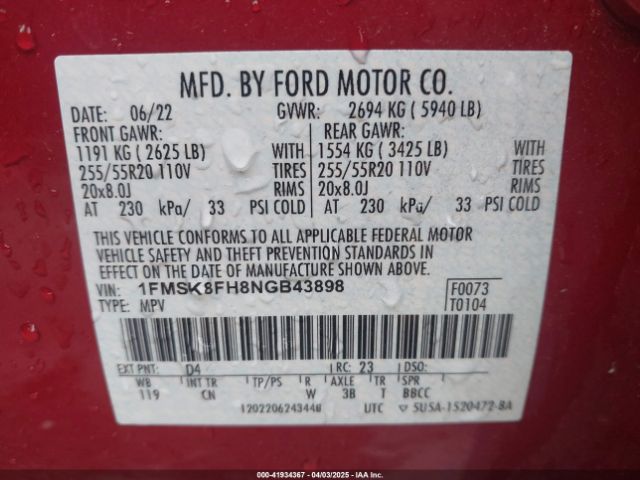 MFD. BY FORD MOTOR CO.
DATE: 06/22 GVWR: 2694 KG ( 5940 LB)
FRONT GAWR: REAR GAWR:
1191 KG ( 2625 LB) WITH 1554 KG ( 3425 LB) WITH
255/55R20 110V TIRES 255/55R20 110V TIRES
20x8.0J RIMS 20x8.0J RIMS
AT 230 kPa/ 33 PSI COLD AT 230 kPa/ 33 PSI COLD
THIS VEHICLE CONFORMS TO ALL APPLICABLE FEDERAL MOTOR
VEHICLE SAFETY AND THEFT PREVENTION STANDARDS IN
EFFECT ON THE DATE OF MANUFACTURE SHOWN ABOVE.
VIN: 1FMSK8FH8NGB43898 F0073
TYPE: MPV T0104
EXT PNT: D4 RC: 23 DSO:
WB INT TR TP/PS R AXLE TR SPR
119 CN W 3B T BBCC
UTC 5U5A-1520472-BA
000-41934367 - 04/03/2025 - IAAI.COM